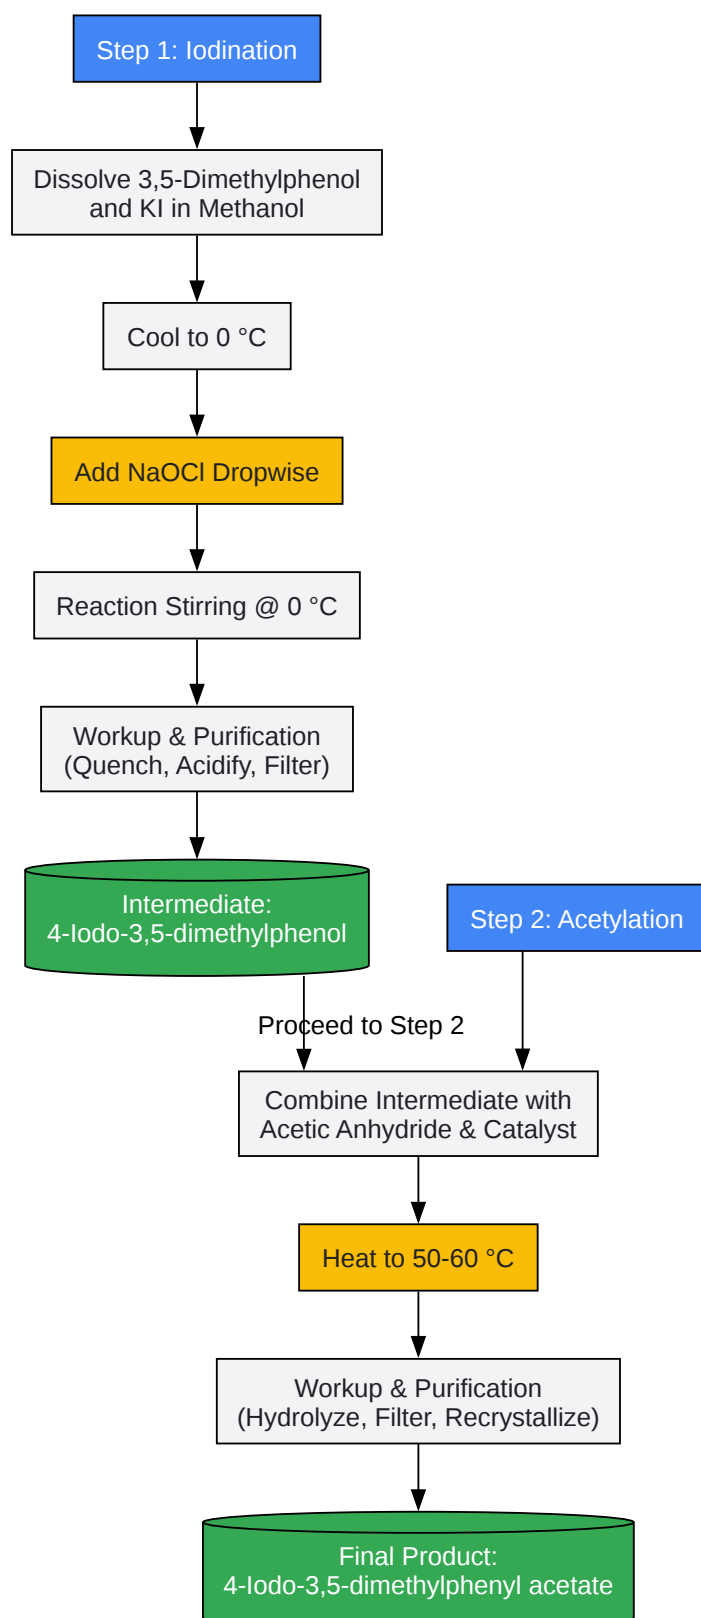 Step 1: Iodination
Dissolve 3,5-Dimethylphenol
and KI in Methanol
Cool to 0 °C
Add NaOCl Dropwise
Reaction Stirring @ 0 °C
Workup & Purification
(Quench, Acidify, Filter)
Intermediate:
4-Iodo-3,5-dimethylphenol
Step 2: Acetylation
Proceed to Step 2
Combine Intermediate with
Acetic Anhydride & Catalyst
Heat to 50-60 °C
Workup & Purification
(Hydrolyze, Filter, Recrystallize)
Final Product:
4-Iodo-3,5-dimethylphenyl acetate